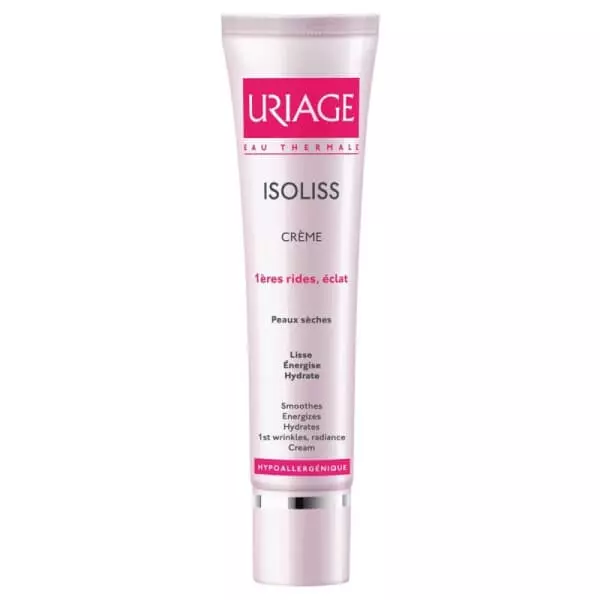 URIAGE
EAU THERMALE
ISOLISS
CRÈME
1ères rides, éclat
Peaux sèches
Lisse
Énergise
Hydrate
Smoothes
Energizes
Hydrates
1st wrinkles, radiance
Cream
HYPOALLERGÉNIQUE